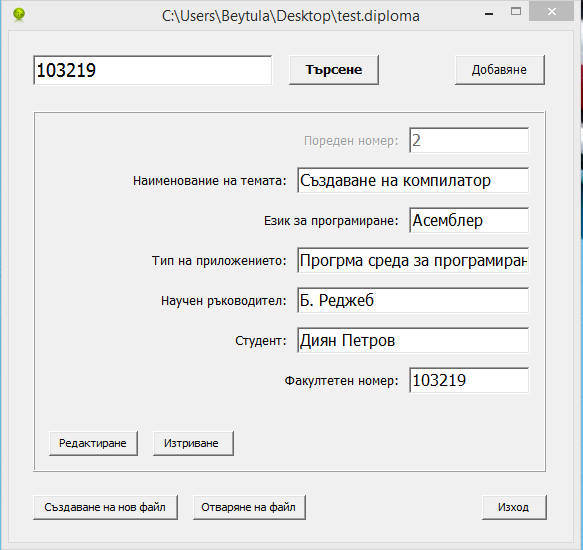 C:\Users\Beytula\Desktop\test.diploma
103219 Търсене Добавяне
Пореден номер: 2
Наименование на темата: Създаване на компилатор
Език за програмиране: Асемблер
Тип на приложението: Прогрма среда за програмиран
Научен ръководител: Б. Реджеб
Студент: Диян Петров
Факултетен номер: 103219
Редактиране Изтриване
Създаване на нов файл Отваряне на файл Изход